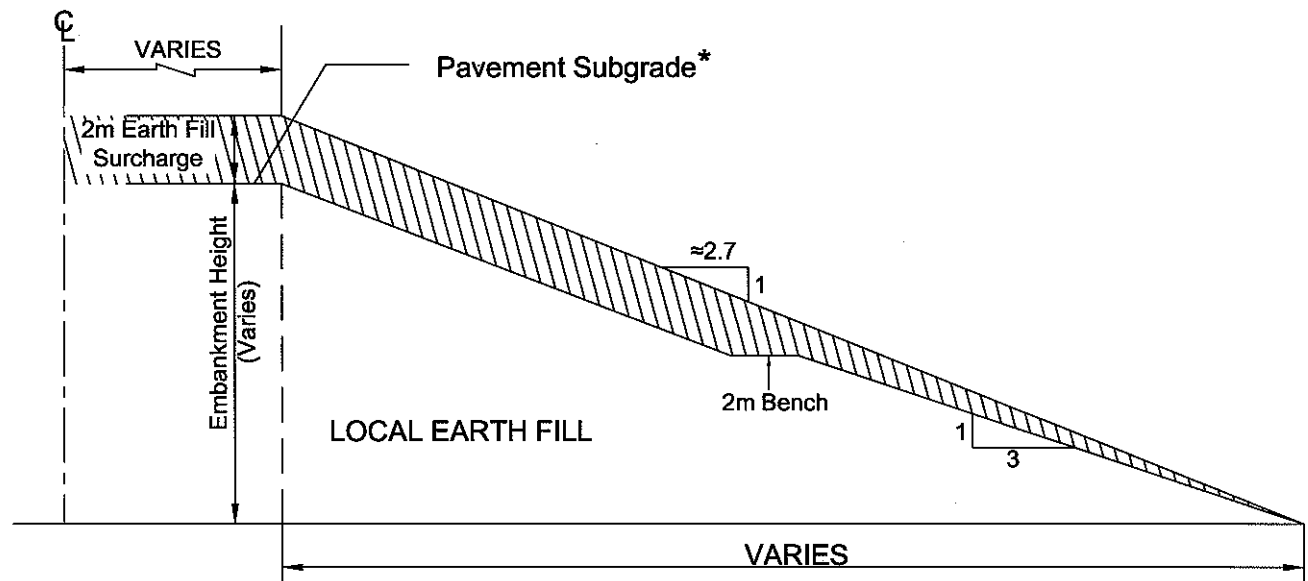 ℄
VARIES
Pavement Subgrade*
2m Earth Fill
Surcharge
≈2.7
1
Embankment Height
(Varies)
2m Bench
LOCAL EARTH FILL
1
3
VARIES